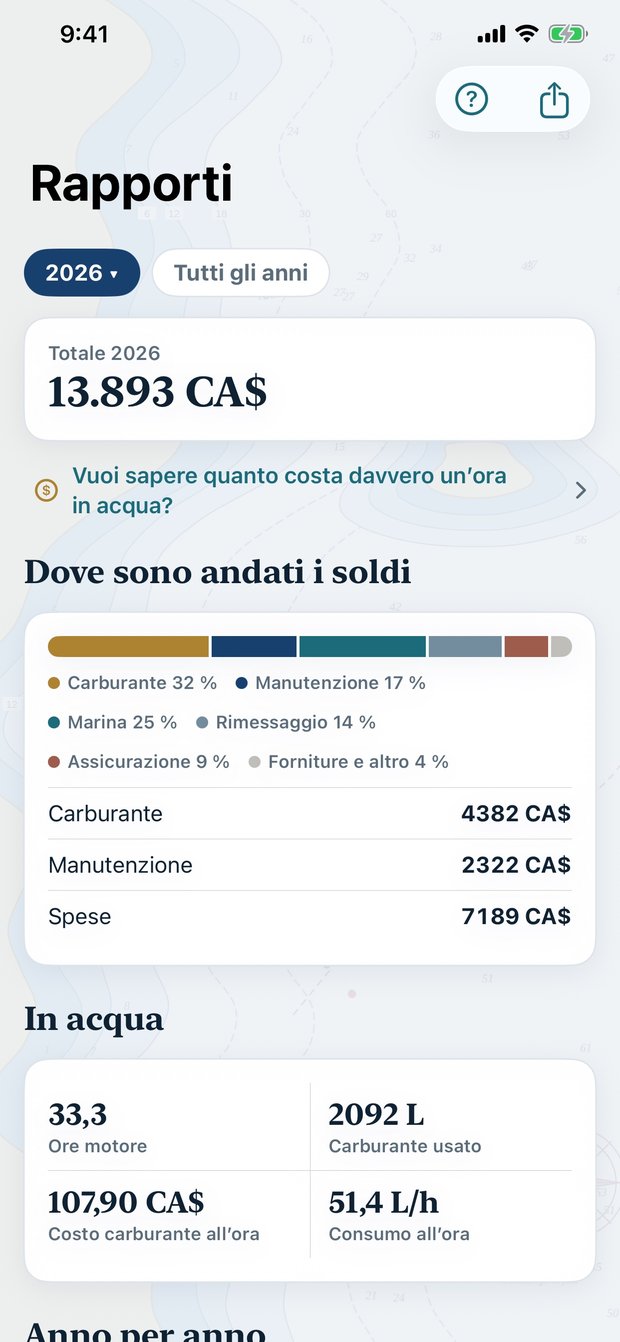 9:41
Rapporti
2026 ▾
Tutti gli anni
Totale 2026
13.893 CA$
Vuoi sapere quanto costa davvero un’ora
in acqua?
Dove sono andati i soldi
Carburante 32 % Manutenzione 17 %
Marina 25 % Rimessaggio 14 %
Assicurazione 9 % Forniture e altro 4 %
Carburante 4382 CA$
Manutenzione 2322 CA$
Spese 7189 CA$
In acqua
33,3
Ore motore
2092 L
Carburante usato
107,90 CA$
Costo carburante all’ora
51,4 L/h
Consumo all’ora
Anno per anno